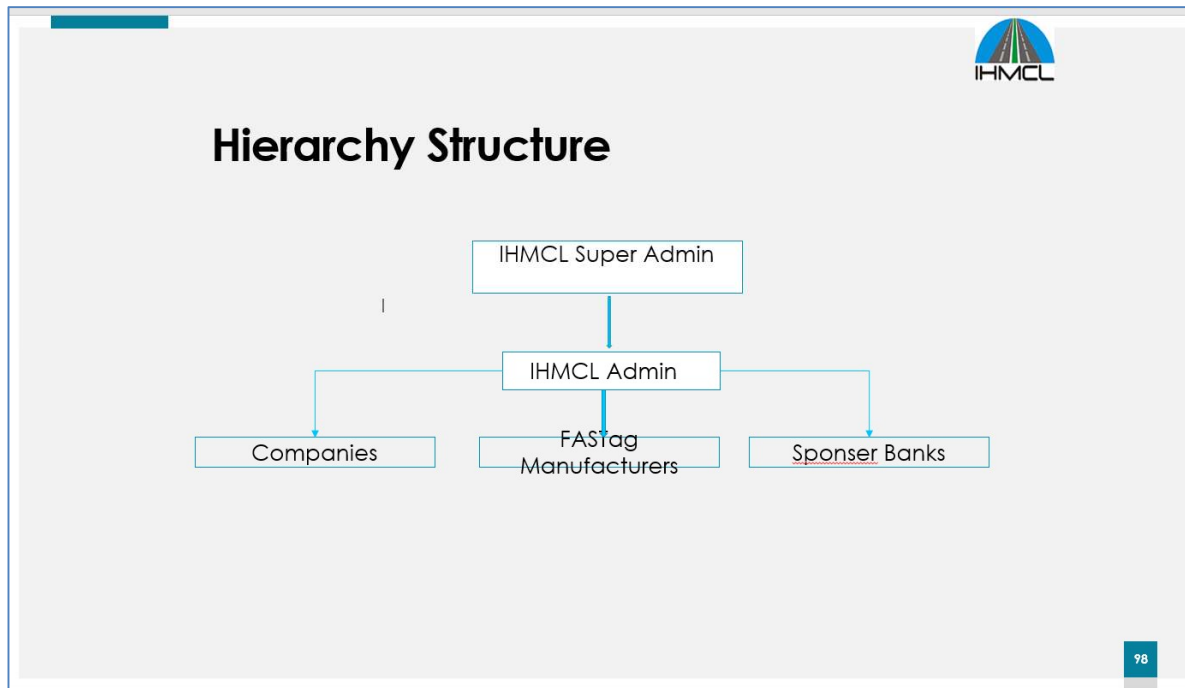 IHMCL
Hierarchy Structure
IHMCL Super Admin
IHMCL Admin
Companies
FASTag
Manufacturers
Sponser Banks
98